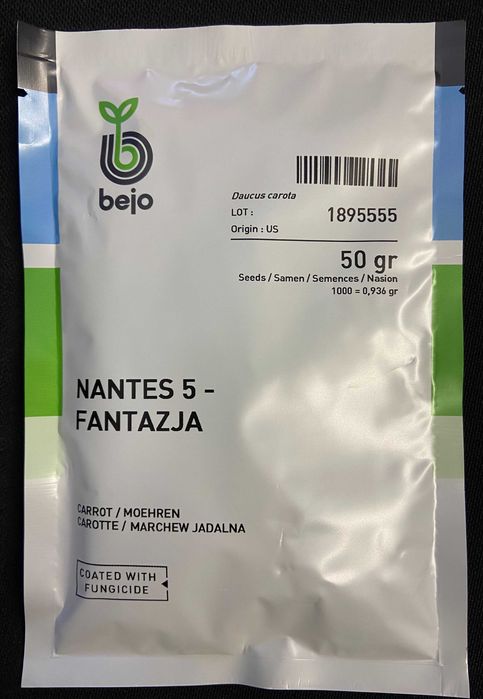 bejo
Daucus carota
LOT : 1895555
Origin : US
50 gr
Seeds / Samen / Semences / Nasion
1000 = 0,936 gr
NANTES 5 -
FANTAZJA
CARROT / MOEHREN
CAROTTE / MARCHEW JADALNA
COATED WITH
FUNGICIDE